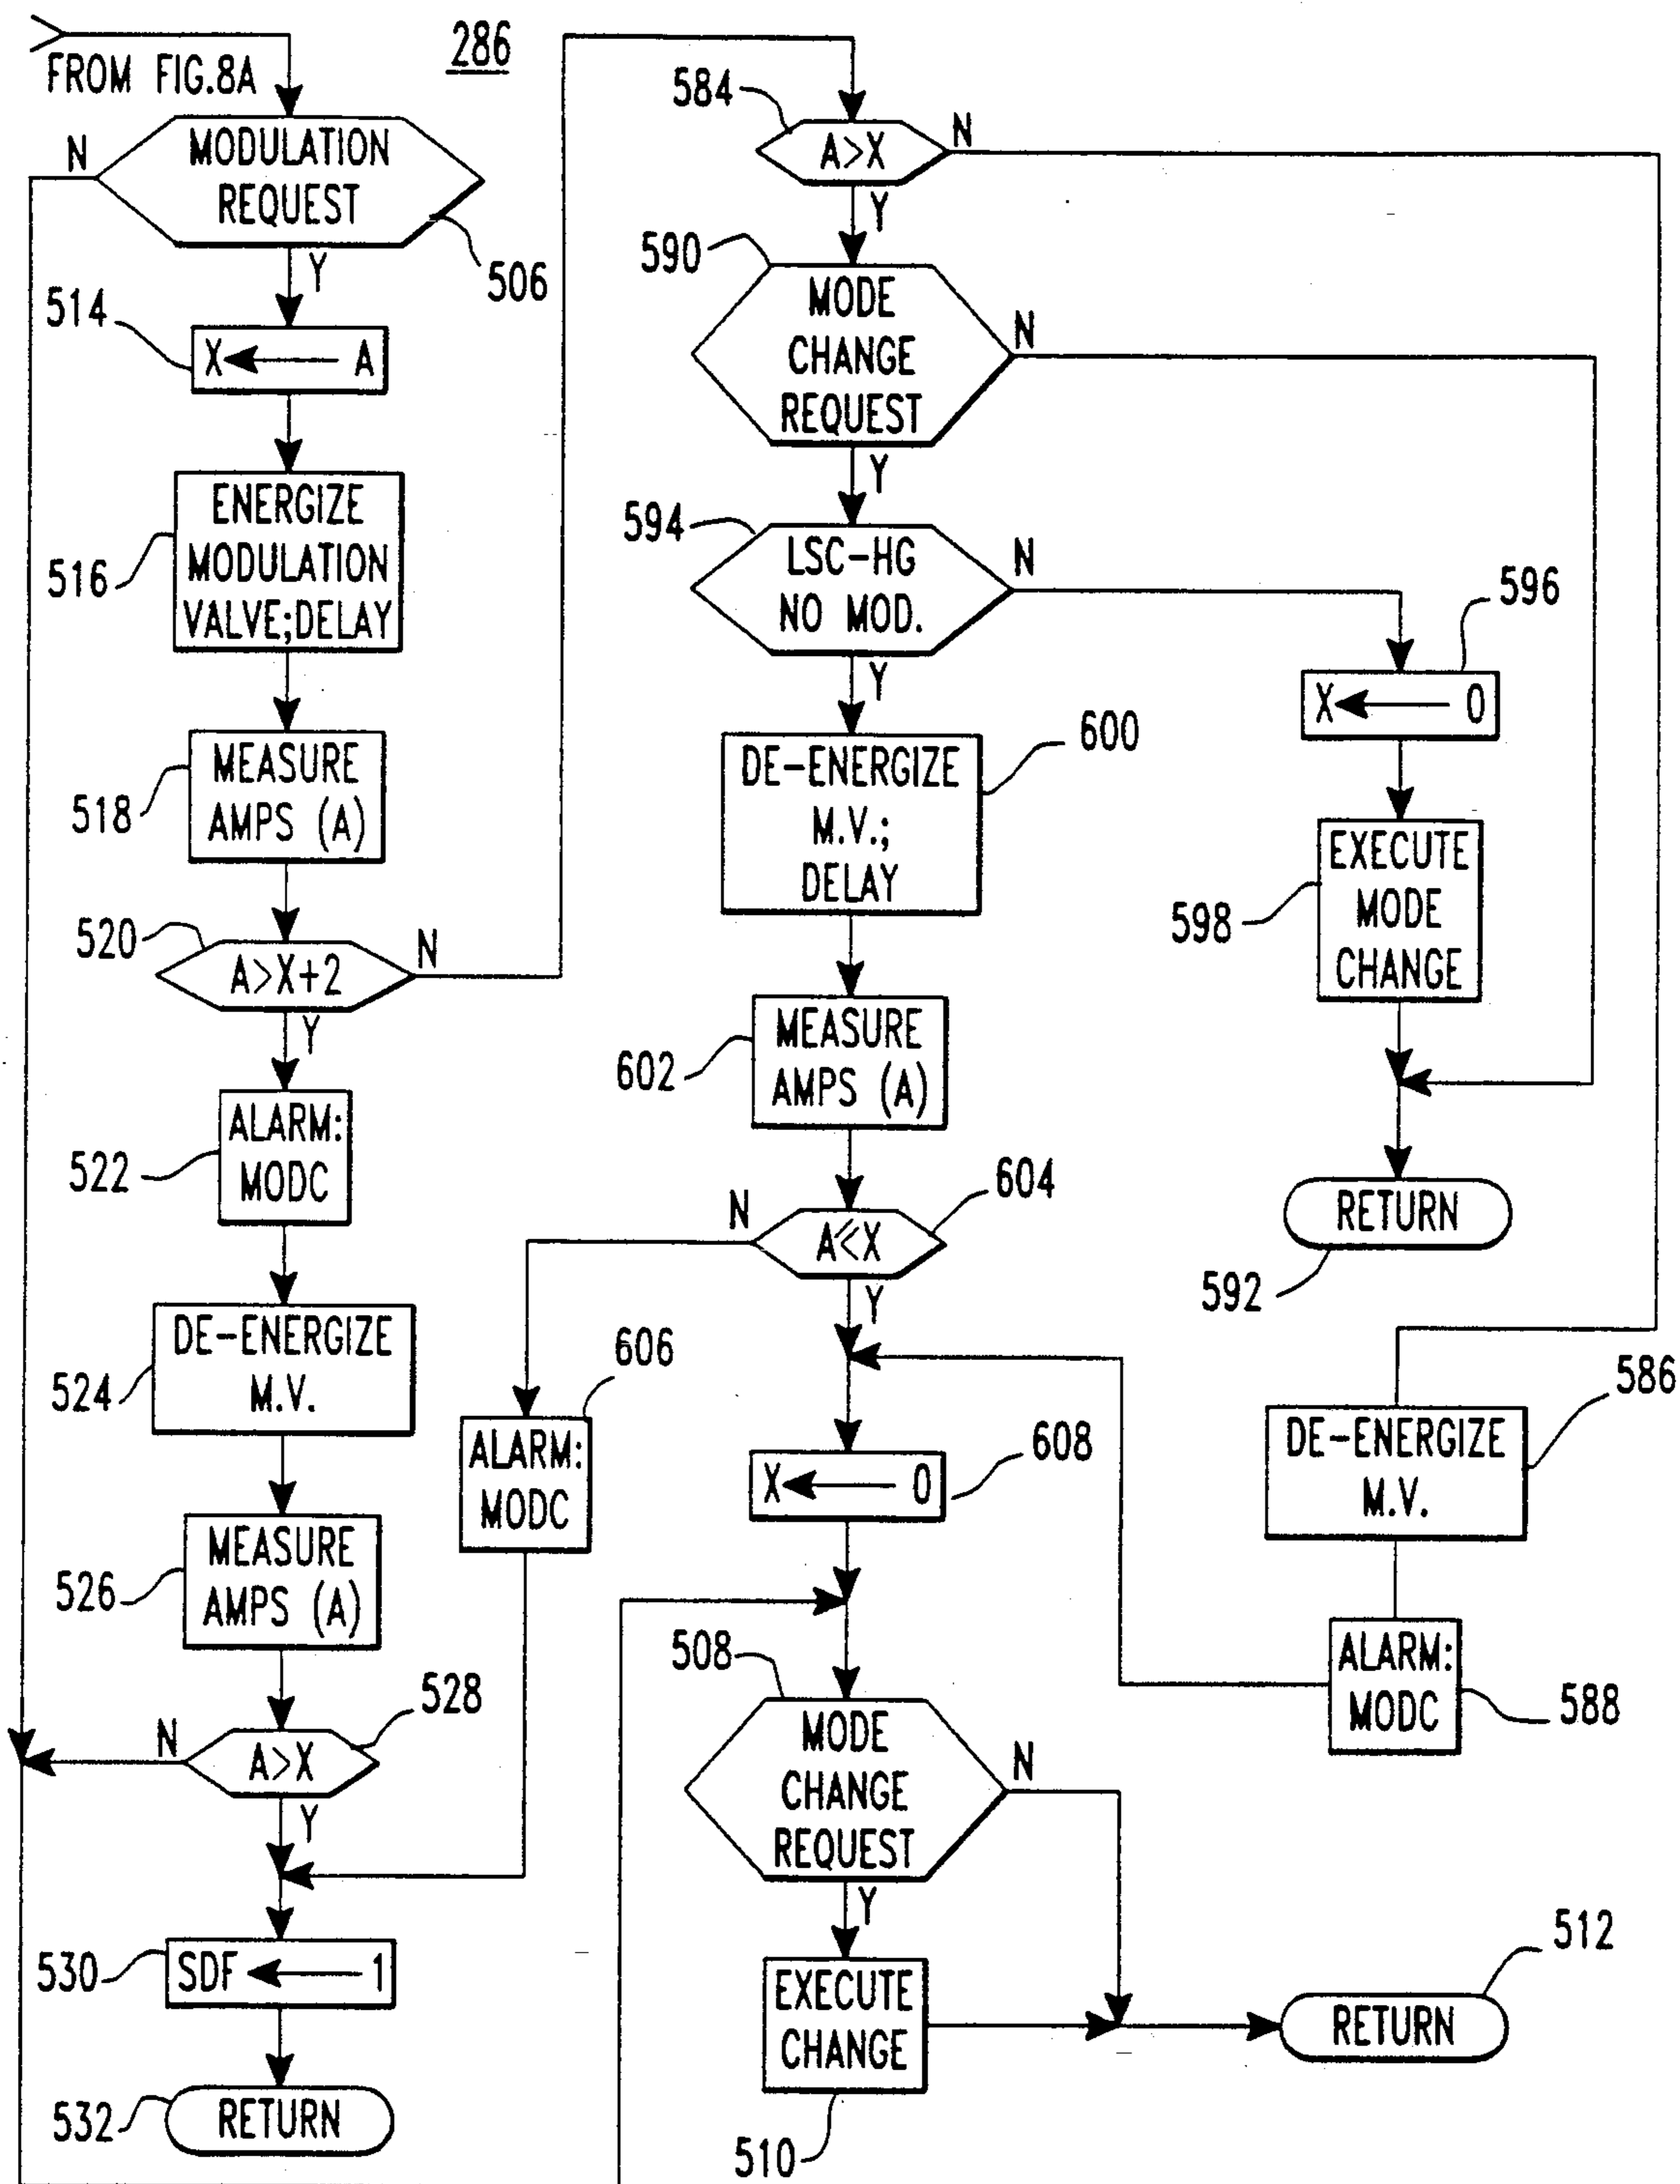 FROM FIG.8A
286
N
MODULATION
REQUEST
506
Y
514
X A
516
ENERGIZE
MODULATION
VALVE;DELAY
518
MEASURE
AMPS (A)
520
A>X+2
N
Y
522
ALARM:
MODC
524
DE-ENERGIZE
M.V.
526
MEASURE
AMPS (A)
528
N
A>X
Y
530
SDF 1
532
RETURN
584
A>X
N
Y
590
MODE
CHANGE
REQUEST
N
Y
594
LSC-HG
NO MOD.
N
Y
596
X 0
598
EXECUTE
MODE
CHANGE
RETURN
592
600
DE-ENERGIZE
M.V.;
DELAY
602
MEASURE
AMPS (A)
604
N
A≤X
Y
606
ALARM:
MODC
608
X 0
586
DE-ENERGIZE
M.V.
ALARM:
MODC
588
508
MODE
CHANGE
REQUEST
N
Y
EXECUTE
CHANGE
510
512
RETURN